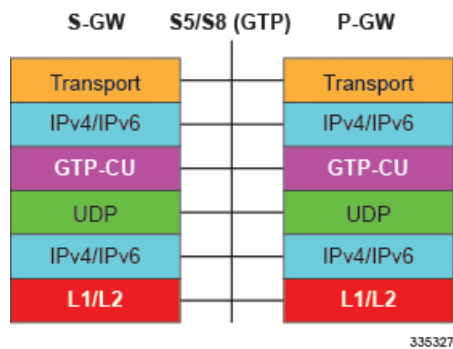 S-GW S5/S8 (GTP) P-GW
Transport Transport
IPv4/IPv6 IPv4/IPv6
GTP-CU GTP-CU
UDP UDP
IPv4/IPv6 IPv4/IPv6
L1/L2 L1/L2
335327